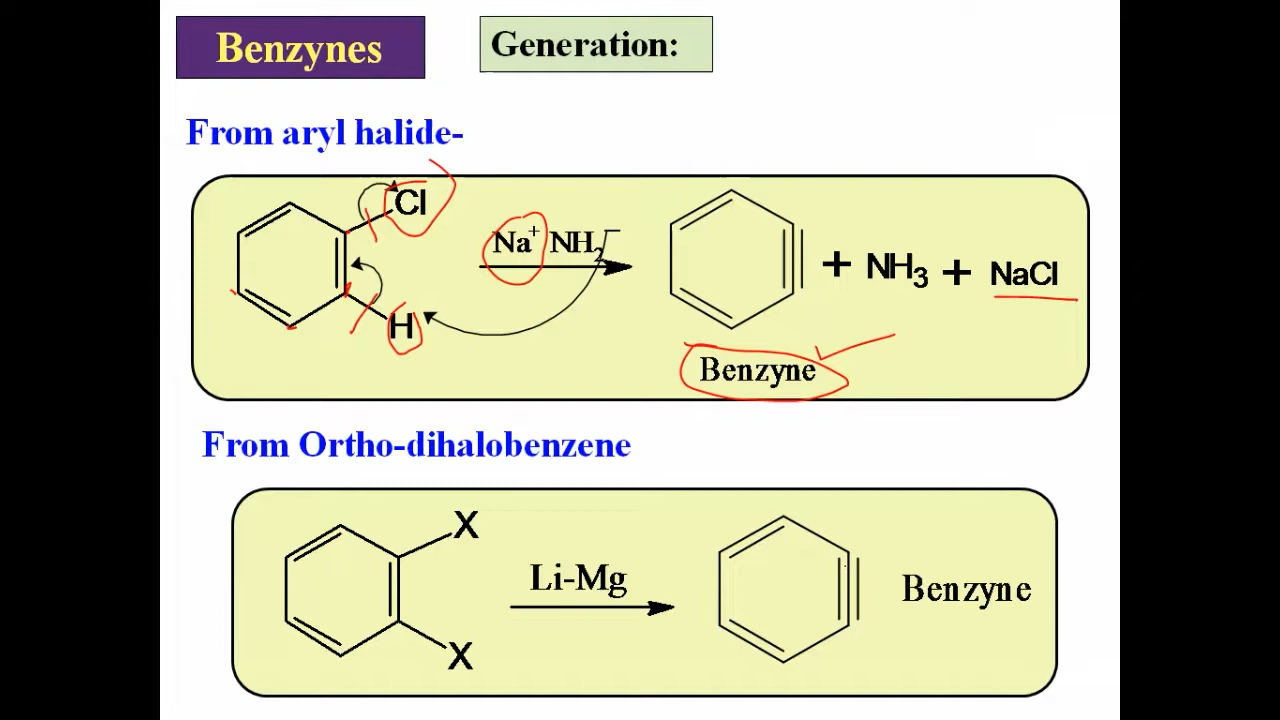 Benzynes
Generation:
From aryl halide-
Cl
Na+ NH2−
H
+ NH3 + NaCl
Benzyne
From Ortho-dihalobenzene
X
Li-Mg
Benzyne
X